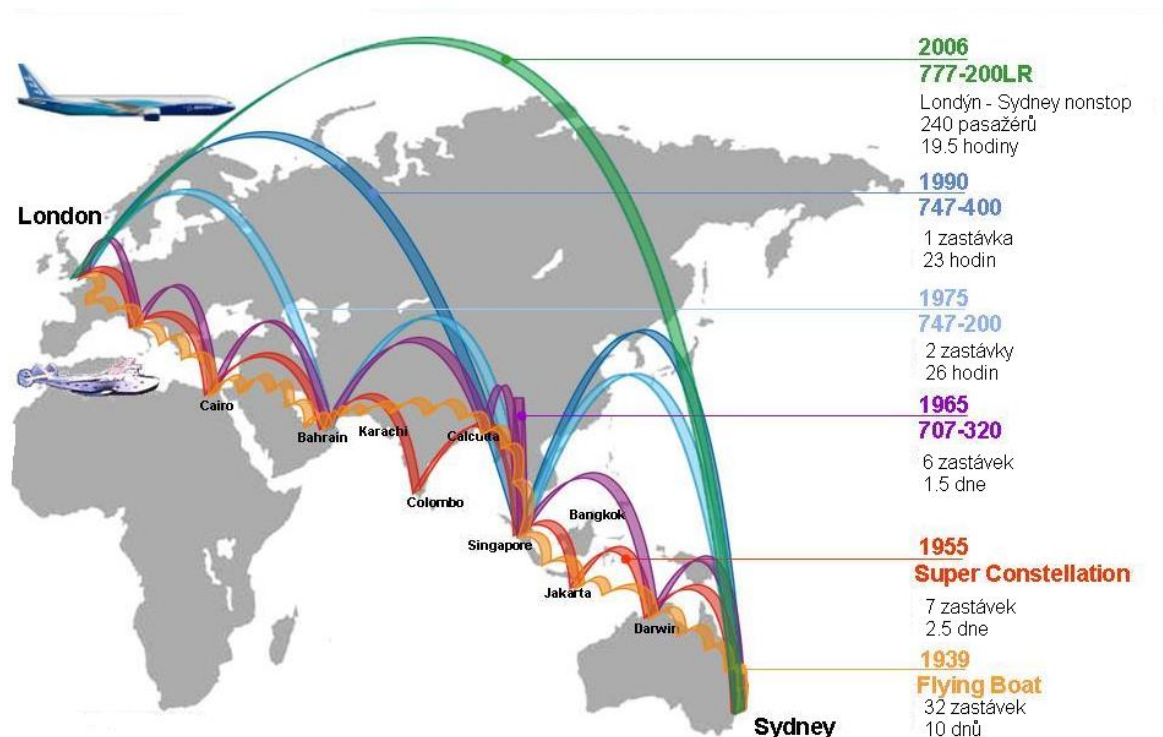 2006
777-200LR
Londýn - Sydney nonstop
240 pasažérů
19.5 hodiny
1990
747-400
1 zastávka
23 hodin
London
1975
747-200
2 zastávky
26 hodin
1965
707-320
6 zastávek
1.5 dne
Cairo
Bahrain
Karachi
Calcutta
Colombo
Bangkok
Singapore
1955
Super Constellation
7 zastávek
2.5 dne
Jakarta
Darwin
1939
Flying Boat
32 zastávek
10 dnů
Sydney